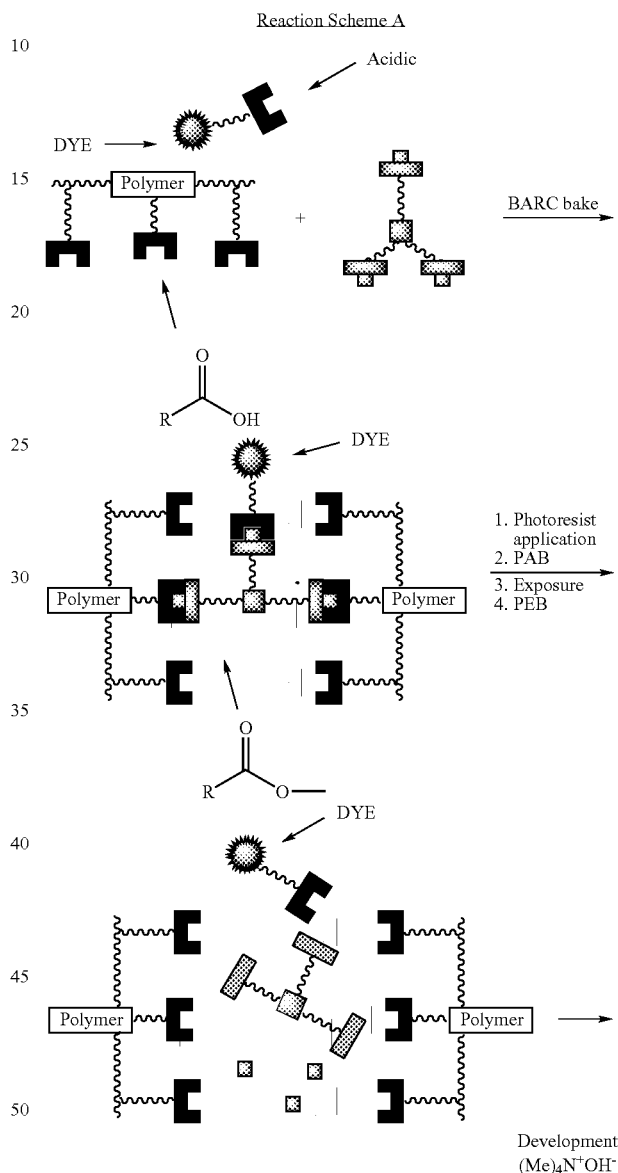 Reaction Scheme A
10
Acidic
DYE
15
Polymer
+
BARC bake
20
O
R
OH
25
DYE
1. Photoresist
application
2. PAB
30
3. Exposure
4. PEB
Polymer
Polymer
35
O
R
O
DYE
40
45
Polymer
Polymer
50
Development
(Me)₄N⁺OH⁻